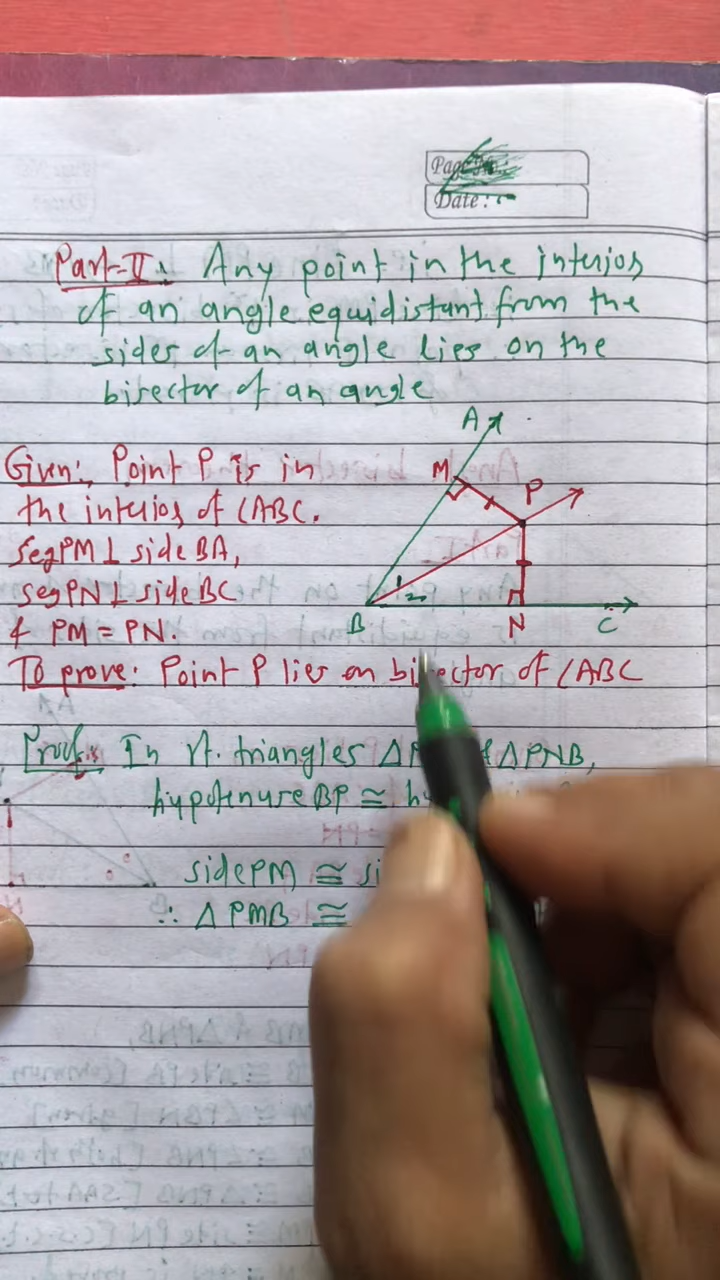 Date :
Part-II: Any point in the interior
of an angle equidistant from the
sides of an angle lies on the
bisector of an angle
A
Given: Point P is in
M
P
the interior of ∠ABC.
seg PM ⊥ side BA,
seg PN ⊥ side BC
1
2
& PM = PN.
B
N
C
To prove: Point P lies on bisector of ∠ABC
Proof: In rt. triangles & ΔPNB,
hypotenuse BP ≅
side PM ≅
∴ Δ PMB ≅